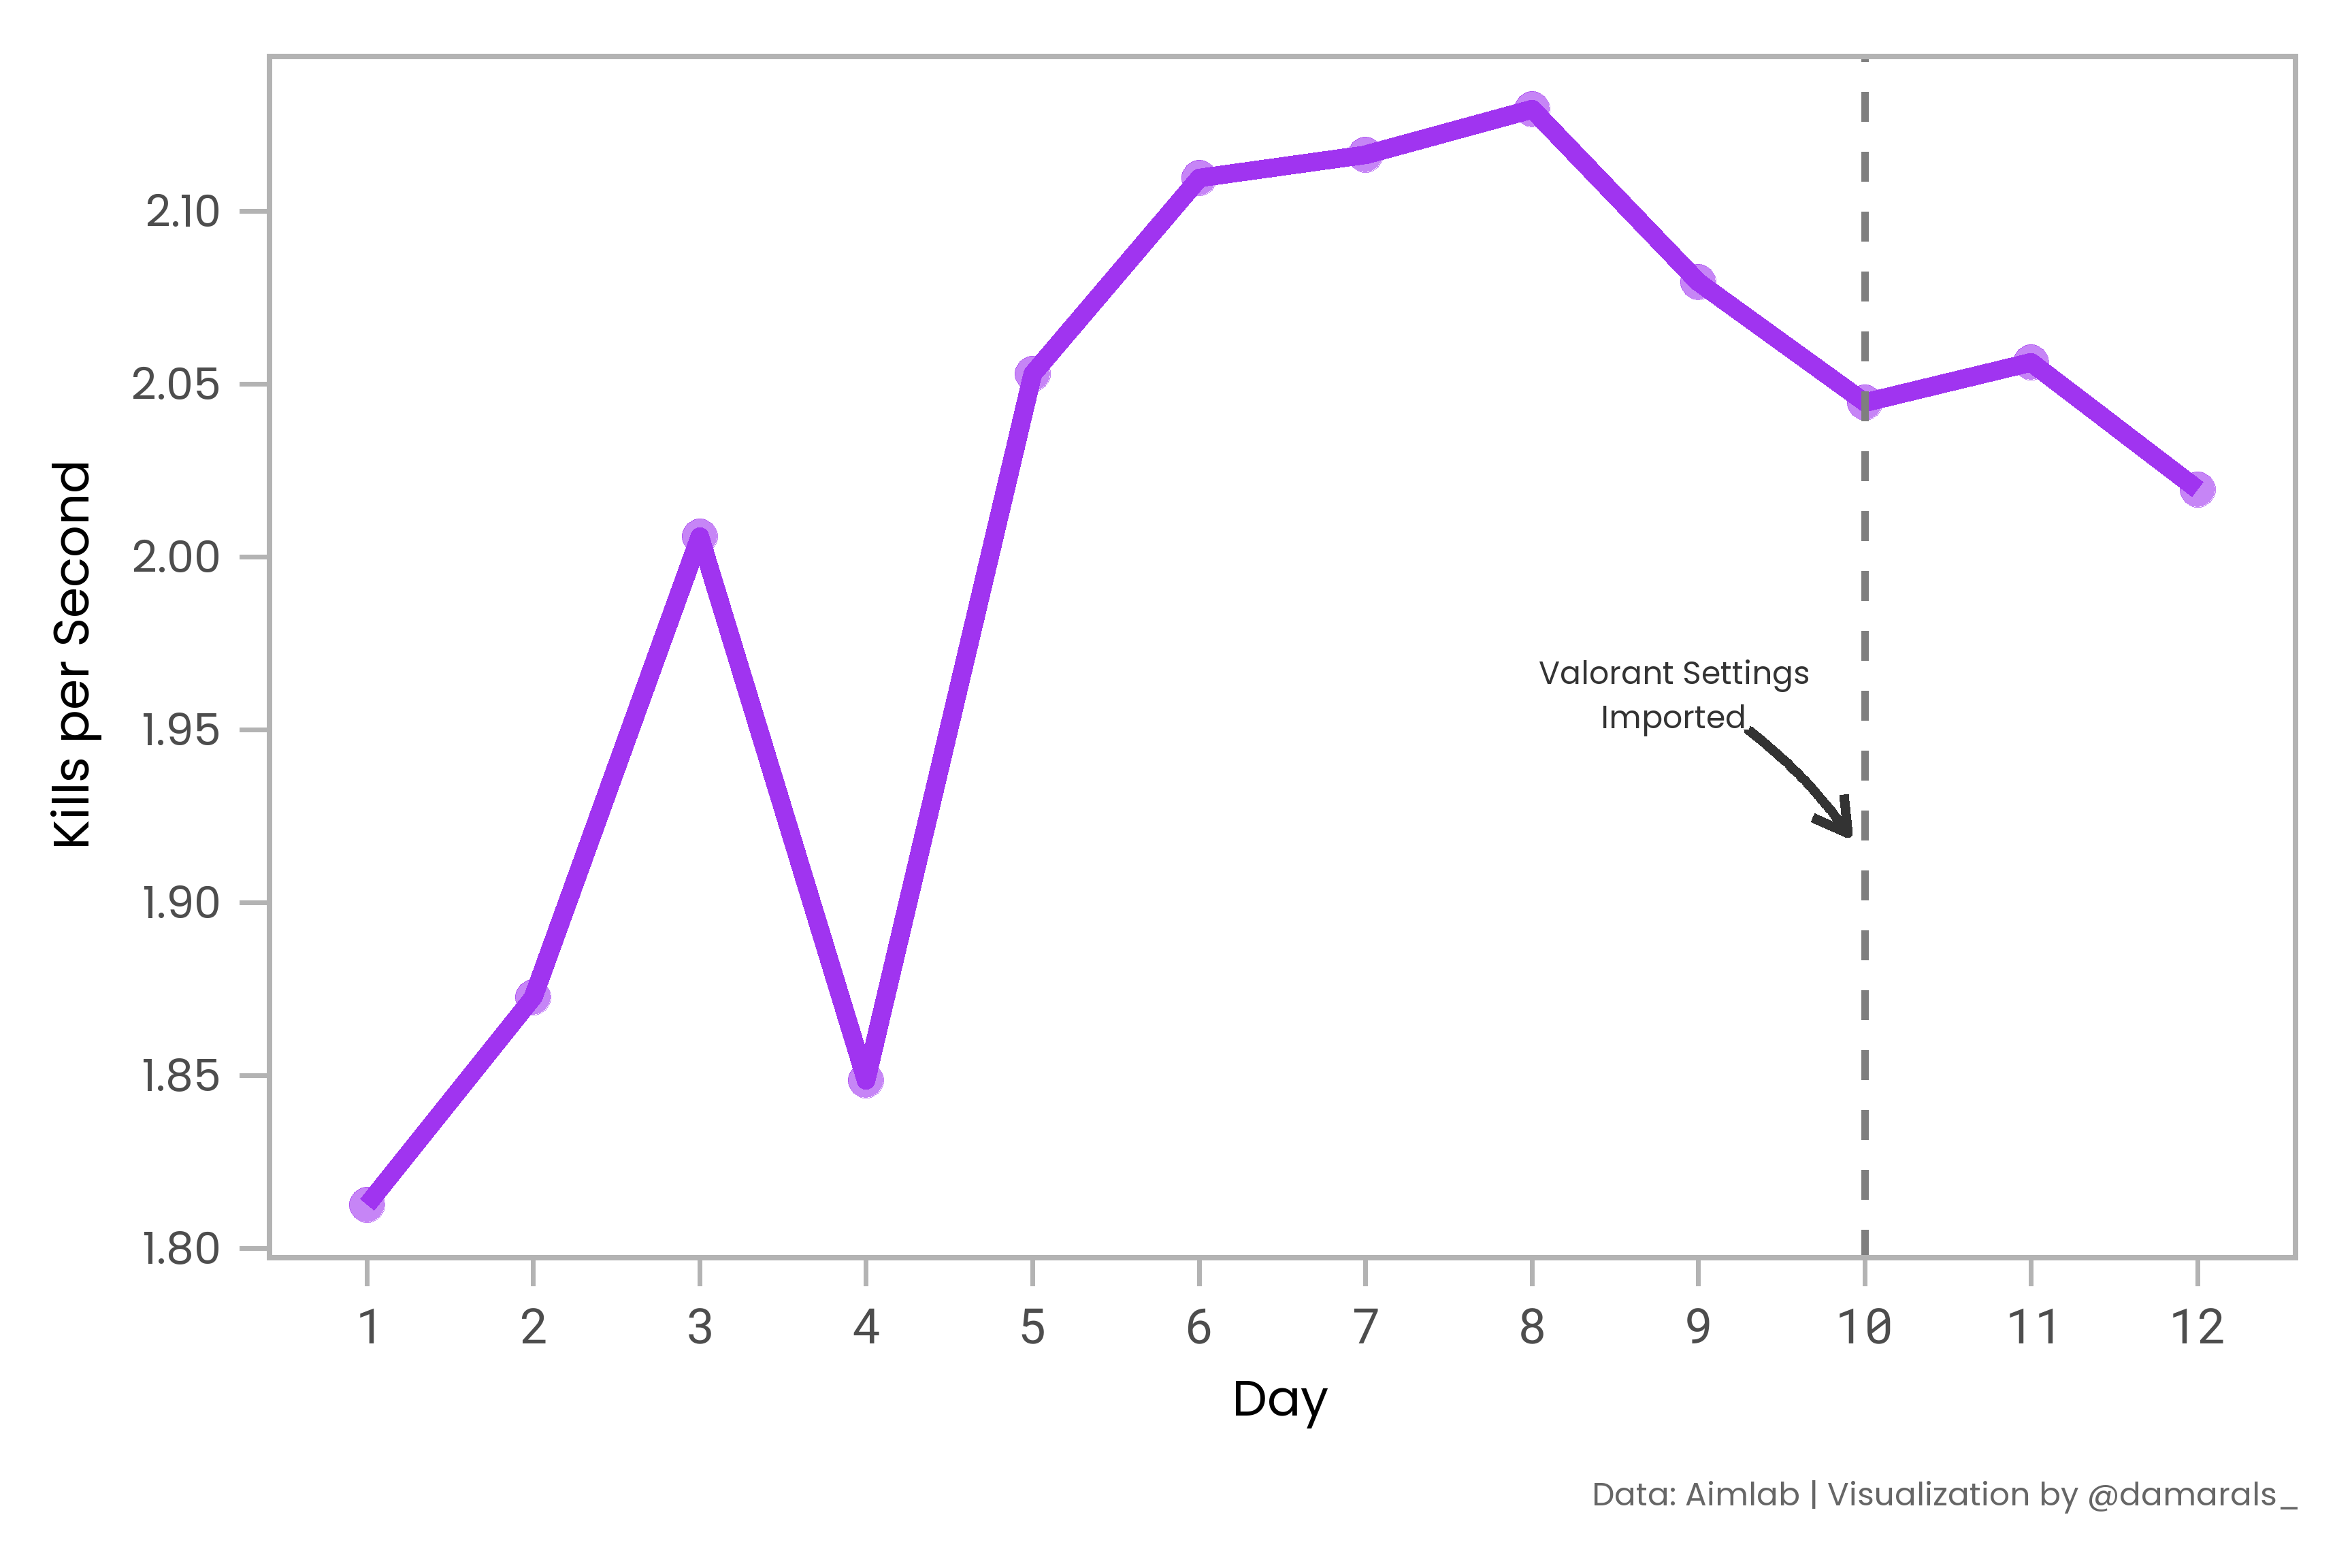 Kills per Second
2.10
2.05
2.00
1.95
1.90
1.85
1.80
Valorant Settings
Imported
1 2 3 4 5 6 7 8 9 10 11 12
Day
Data: Aimlab | Visualization by @damarals_